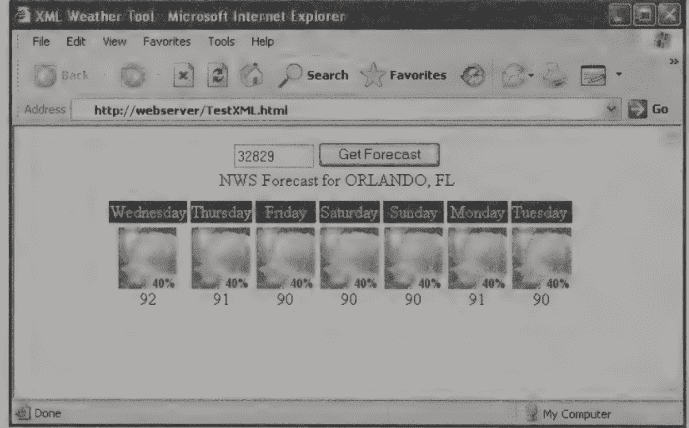 XML Weather Tool - Microsoft Internet Explorer
File Edit View Favorites Tools Help
Back Search Favorites
Address http://webserver/TestXML.html Go
32829 Get Forecast
NWS Forecast for ORLANDO, FL
Wednesday Thursday Friday Saturday Sunday Monday Tuesday
40% 40% 40% 40% 40% 40% 40%
92 91 90 90 90 91 90
Done My Computer